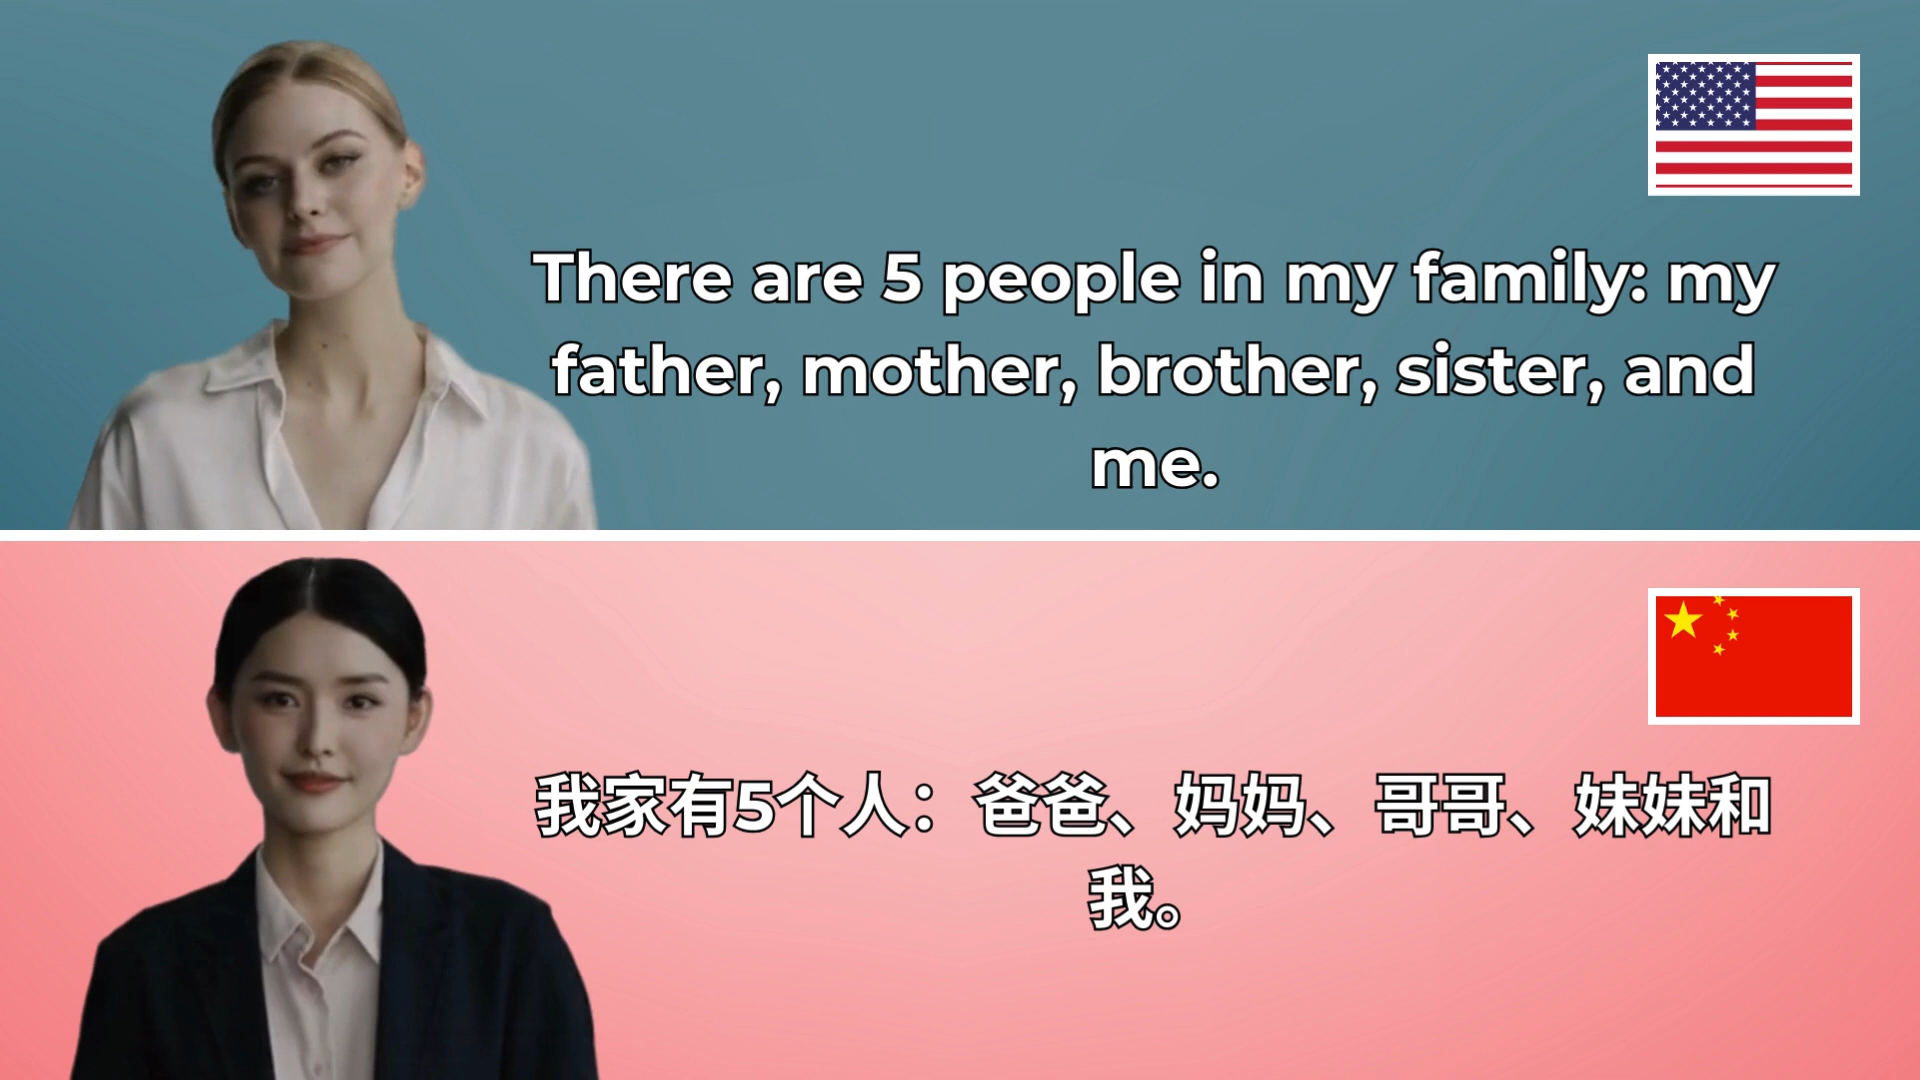 There are 5 people in my family: my
father, mother, brother, sister, and
me.
我家有5个人：爸爸、妈妈、哥哥、妹妹和
我。